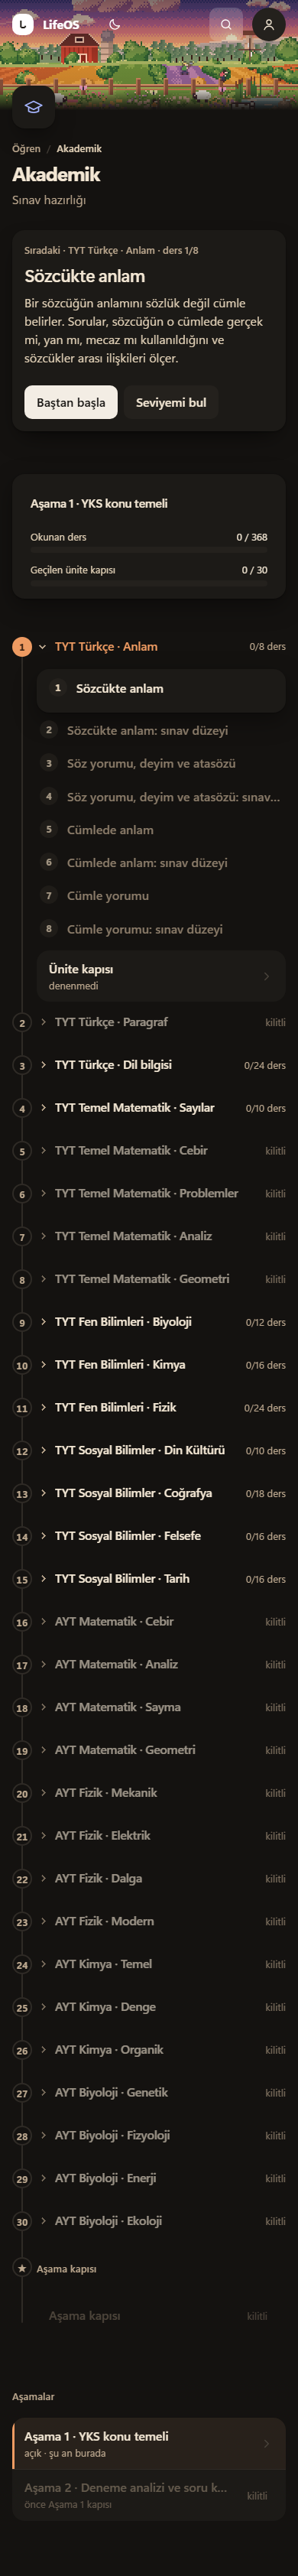 LifeOS
Öğren / Akademik
Akademik
Sınav hazırlığı
Sıradaki · TYT Türkçe · Anlam · ders 1/8
Sözcükte anlam
Bir sözcüğün anlamını sözlük değil cümle
belirler. Sorular, sözcüğün o cümlede gerçek
mi, yan mı, mecaz mı kullanıldığını ve
sözcükler arası ilişkileri ölçer.
Baştan başla Seviyemi bul
Aşama 1 · YKS konu temeli
Okunan ders 0 / 368
Geçilen ünite kapısı 0 / 30
1 TYT Türkçe · Anlam 0/8 ders
1 Sözcükte anlam
2 Sözcükte anlam: sınav düzeyi
3 Söz yorumu, deyim ve atasözü
4 Söz yorumu, deyim ve atasözü: sınav...
5 Cümlede anlam
6 Cümlede anlam: sınav düzeyi
7 Cümle yorumu
8 Cümle yorumu: sınav düzeyi
Ünite kapısı
denenmedi
2 TYT Türkçe · Paragraf kilitli
3 TYT Türkçe · Dil bilgisi 0/24 ders
4 TYT Temel Matematik · Sayılar 0/10 ders
5 TYT Temel Matematik · Cebir kilitli
6 TYT Temel Matematik · Problemler kilitli
7 TYT Temel Matematik · Analiz kilitli
8 TYT Temel Matematik · Geometri kilitli
9 TYT Fen Bilimleri · Biyoloji 0/12 ders
10 TYT Fen Bilimleri · Kimya 0/16 ders
11 TYT Fen Bilimleri · Fizik 0/24 ders
12 TYT Sosyal Bilimler · Din Kültürü 0/10 ders
13 TYT Sosyal Bilimler · Coğrafya 0/18 ders
14 TYT Sosyal Bilimler · Felsefe 0/16 ders
15 TYT Sosyal Bilimler · Tarih 0/16 ders
16 AYT Matematik · Cebir kilitli
17 AYT Matematik · Analiz kilitli
18 AYT Matematik · Sayma kilitli
19 AYT Matematik · Geometri kilitli
20 AYT Fizik · Mekanik kilitli
21 AYT Fizik · Elektrik kilitli
22 AYT Fizik · Dalga kilitli
23 AYT Fizik · Modern kilitli
24 AYT Kimya · Temel kilitli
25 AYT Kimya · Denge kilitli
26 AYT Kimya · Organik kilitli
27 AYT Biyoloji · Genetik kilitli
28 AYT Biyoloji · Fizyoloji kilitli
29 AYT Biyoloji · Enerji kilitli
30 AYT Biyoloji · Ekoloji kilitli
Aşama kapısı
Aşama kapısı kilitli
Aşamalar
Aşama 1 · YKS konu temeli
açık · şu an burada
Aşama 2 · Deneme analizi ve soru k... kilitli
önce Aşama 1 kapısı